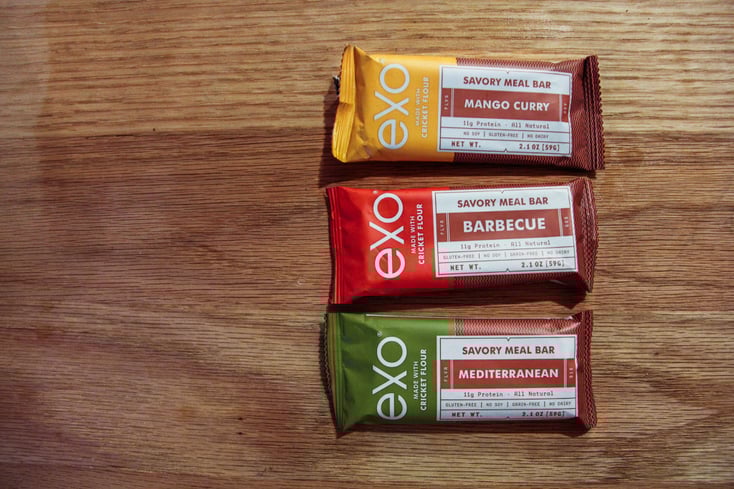 exo
MADE WITH
CRICKET FLOUR
SAVORY MEAL BAR
MANGO CURRY
11g Protein - All Natural
NO SOY | GLUTEN-FREE | NO DAIRY
NET WT. 2.1 OZ [59G]
exo
MADE WITH
CRICKET FLOUR
SAVORY MEAL BAR
BARBECUE
11g Protein - All Natural
GLUTEN-FREE | NO SOY | GRAIN-FREE | NO DAIRY
NET WT. 2.1 OZ [59G]
exo
MADE WITH
CRICKET FLOUR
SAVORY MEAL BAR
MEDITERRANEAN
11g Protein - All Natural
GLUTEN-FREE | NO SOY | GRAIN-FREE | NO DAIRY
NET WT. 2.1 OZ [59G]